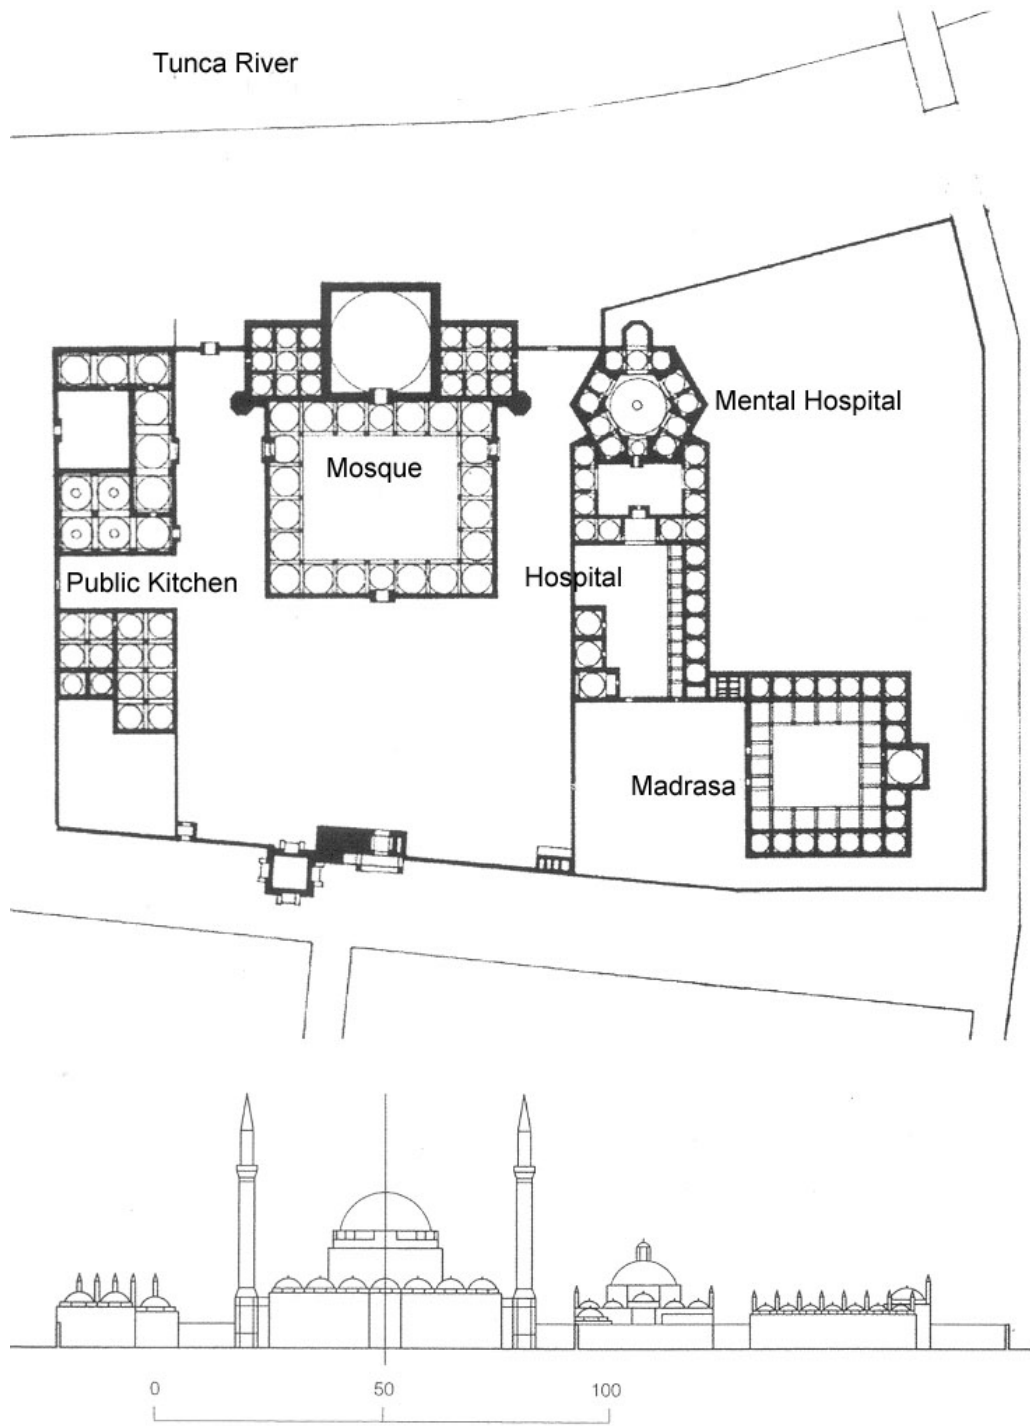 Tunca River
Mental Hospital
Mosque
Public Kitchen
Hospital
Madrasa
0
50
100